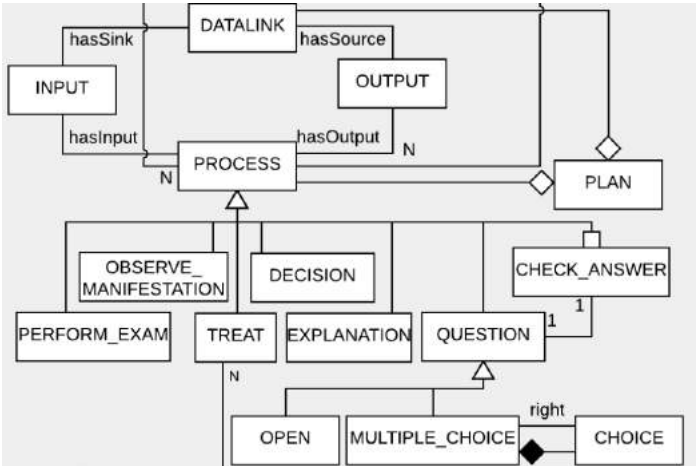 DATALINK
hasSink
hasSource
INPUT
OUTPUT
hasInput
hasOutput
N
PROCESS
N
PLAN
OBSERVE_
MANIFESTATION
DECISION
CHECK_ANSWER
PERFORM_EXAM
TREAT
EXPLANATION
QUESTION
1
1
N
OPEN
MULTIPLE_CHOICE
right
CHOICE